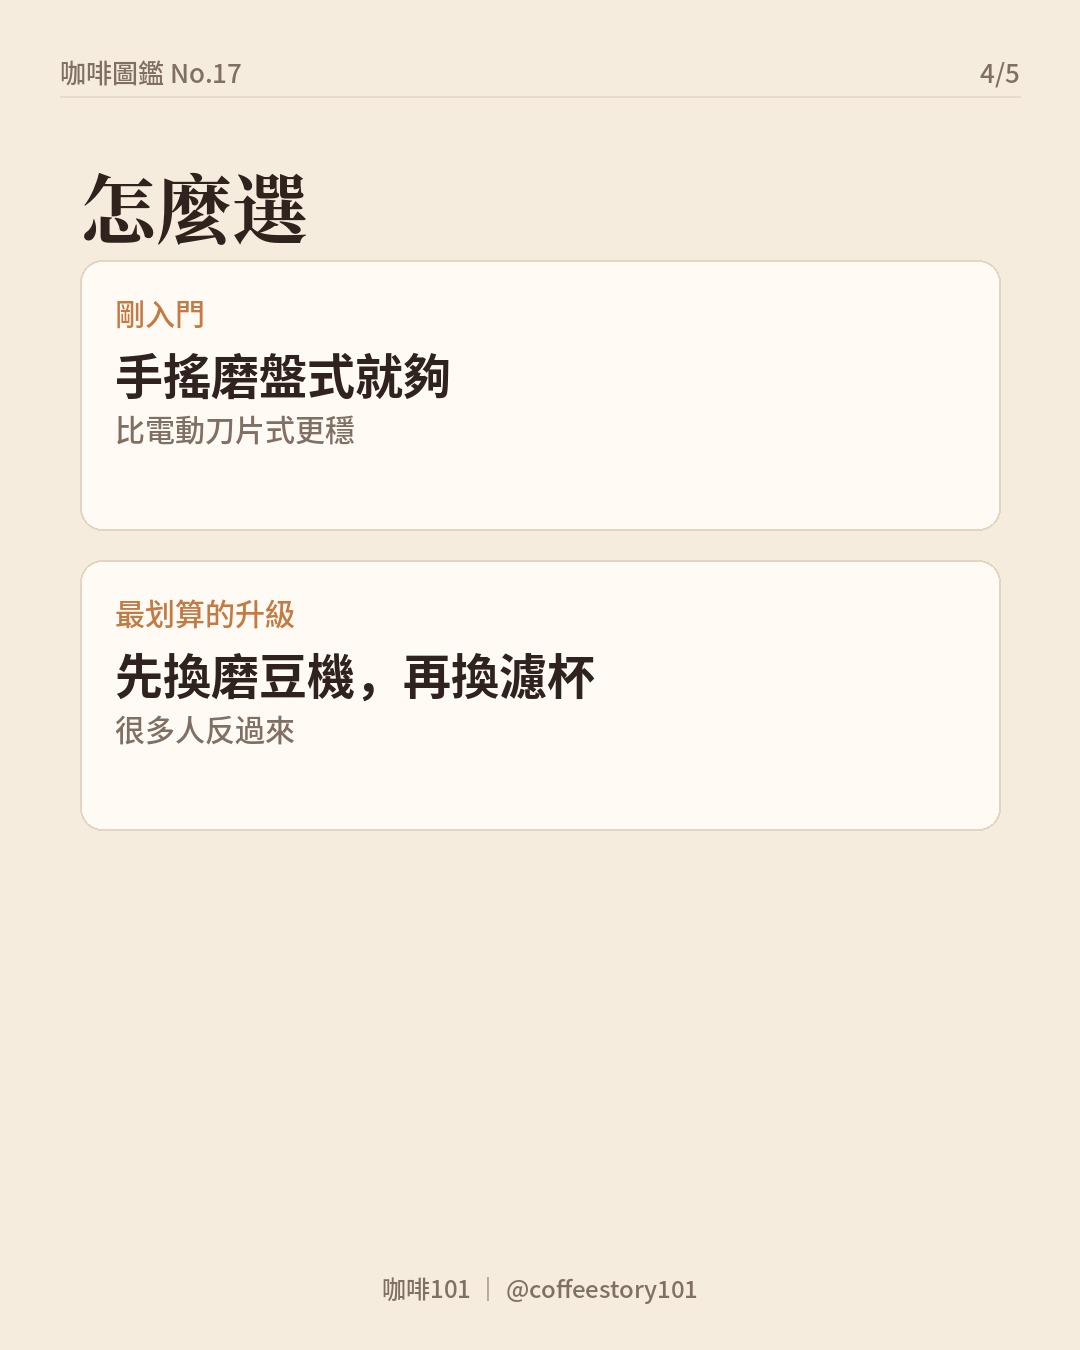 咖啡圖鑑 No.17
4/5
怎麼選
剛入門
手搖磨盤式就夠
比電動刀片式更穩
最划算的升級
先換磨豆機，再換濾杯
很多人反過來
咖啡101｜@coffeestory101